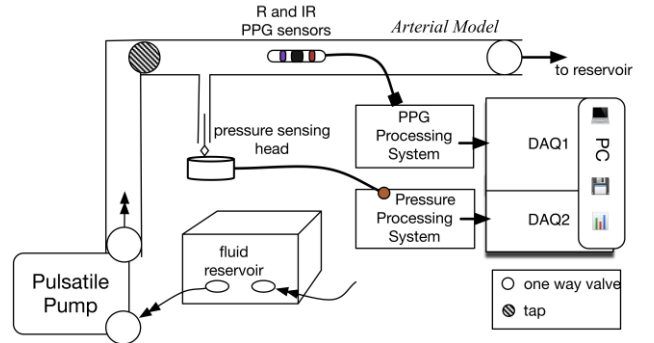 R and IR
PPG sensors
Arterial Model
to reservoir
PPG
Processing
System
DAQ1
PC
pressure sensing
head
Pressure
Processing
System
DAQ2
fluid
reservoir
Pulsatile
Pump
one way valve
tap